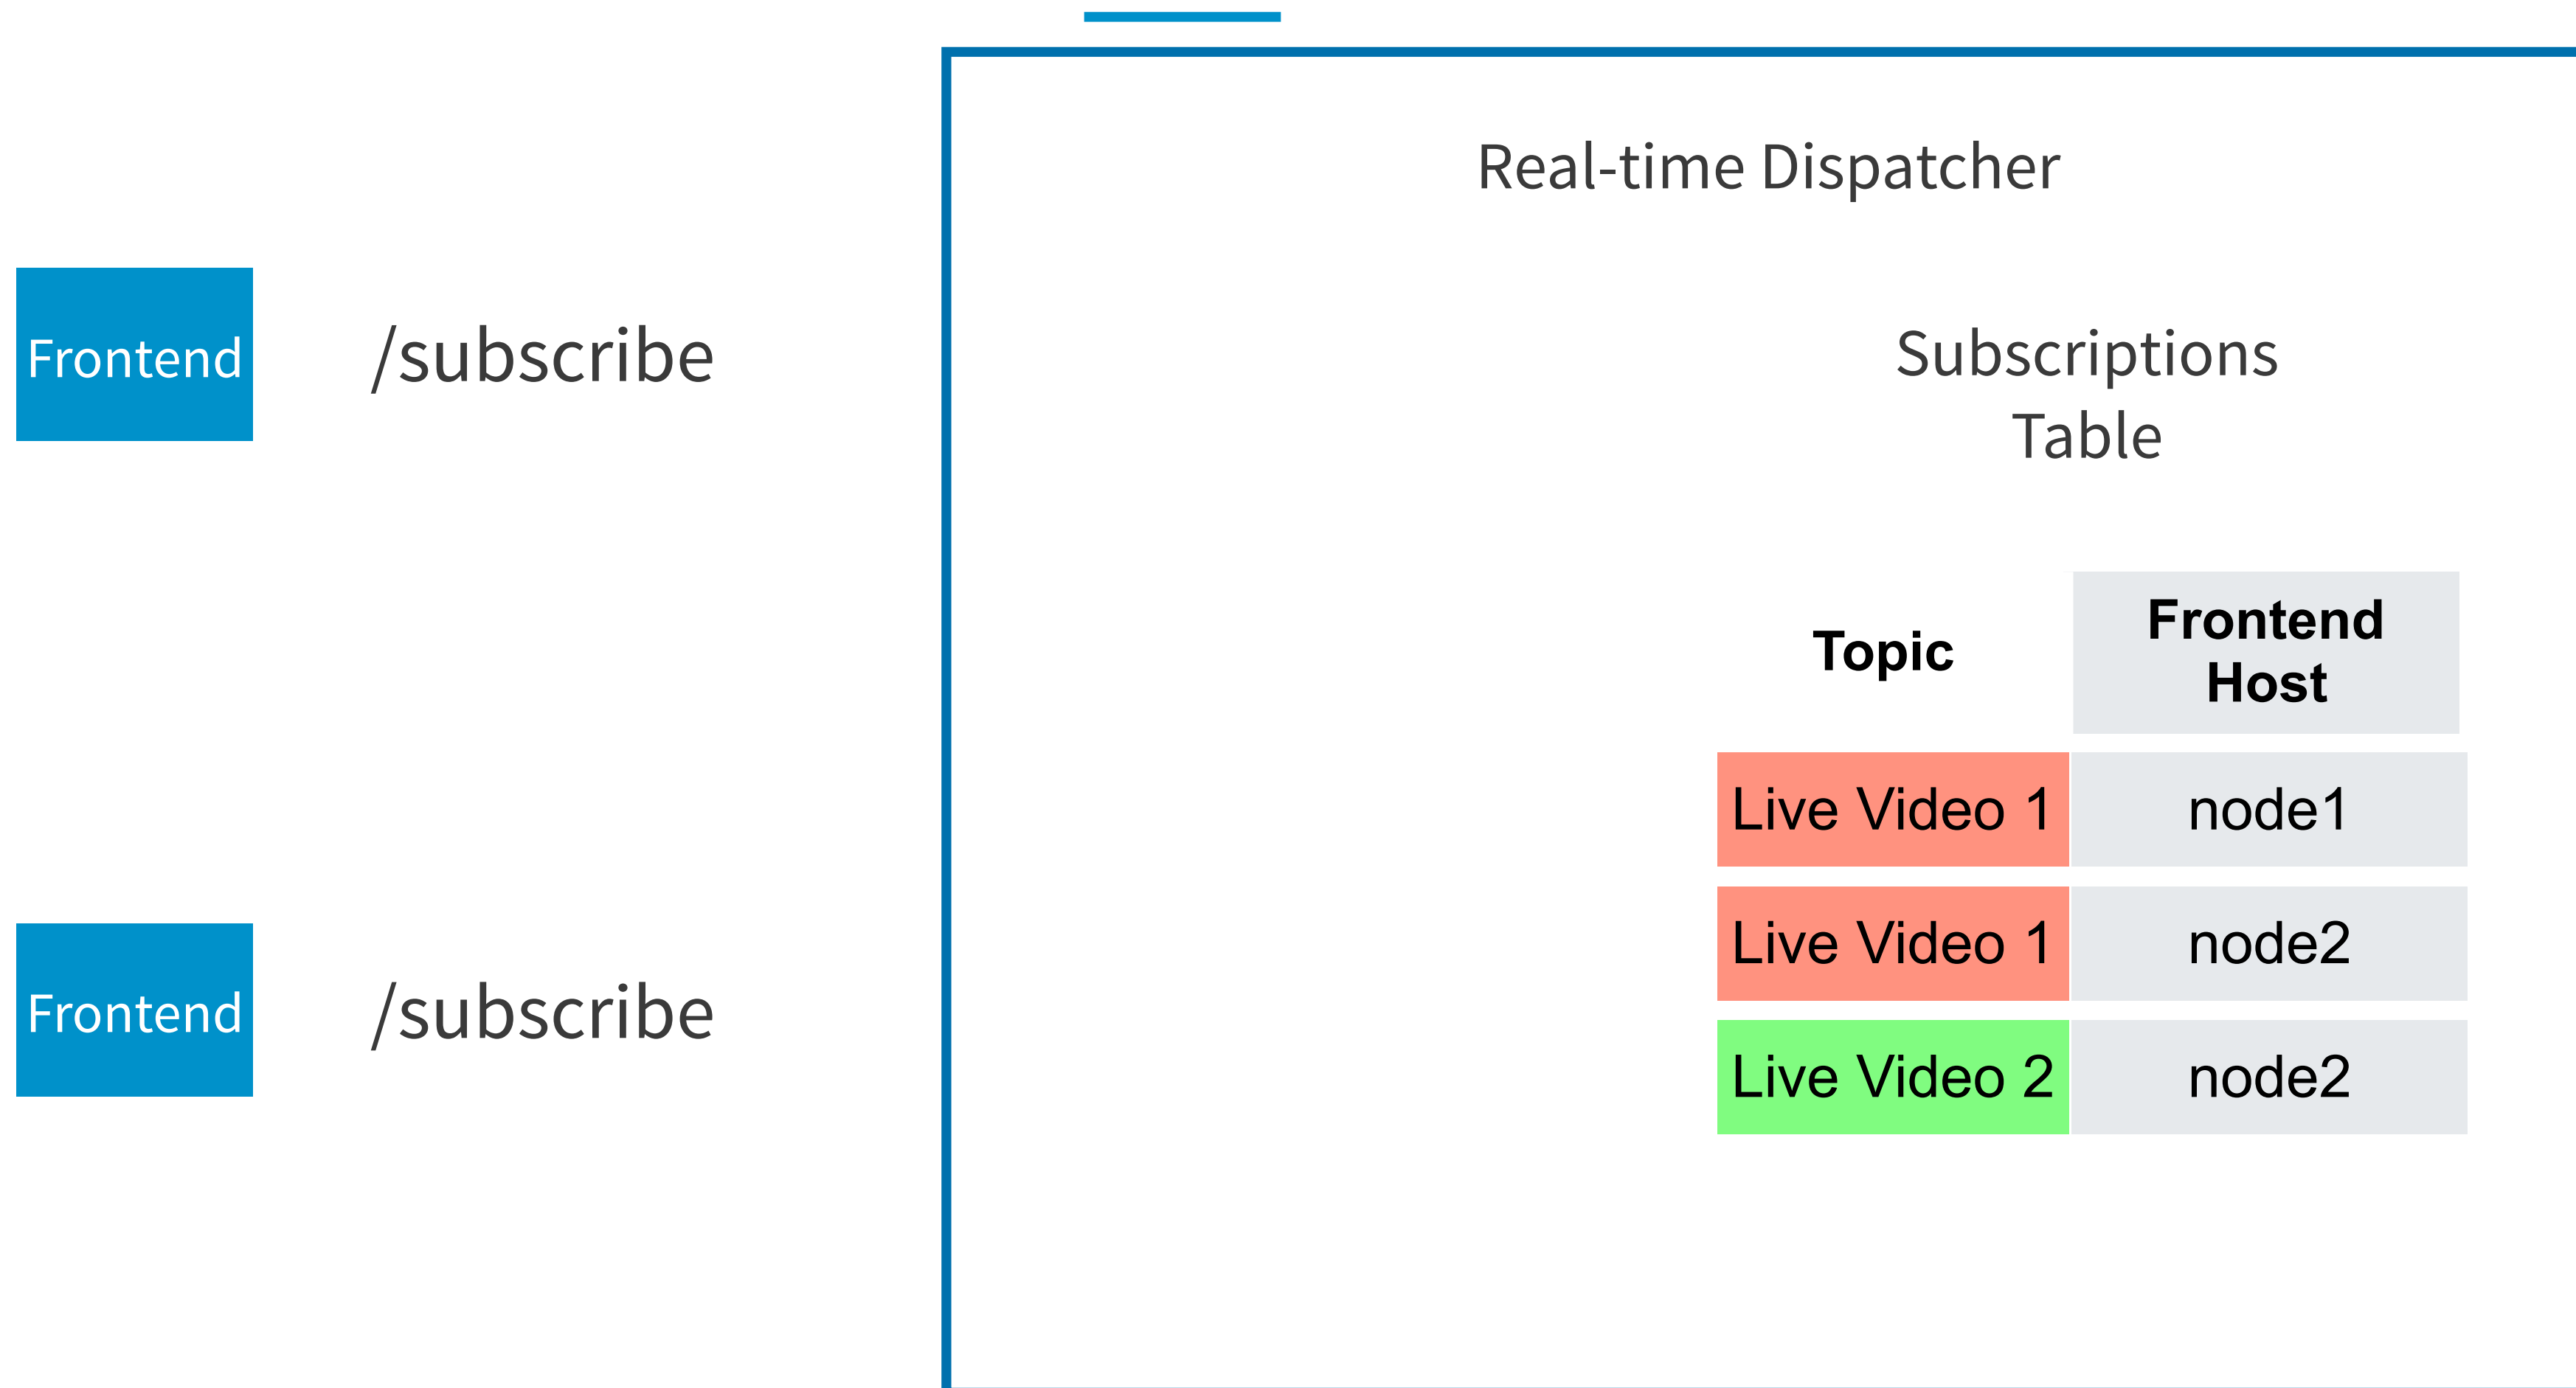 Real-time Dispatcher
Frontend
/subscribe
Subscriptions
Table
Topic
Frontend
Host
Live Video 1
node1
Live Video 1
node2
Frontend
/subscribe
Live Video 2
node2